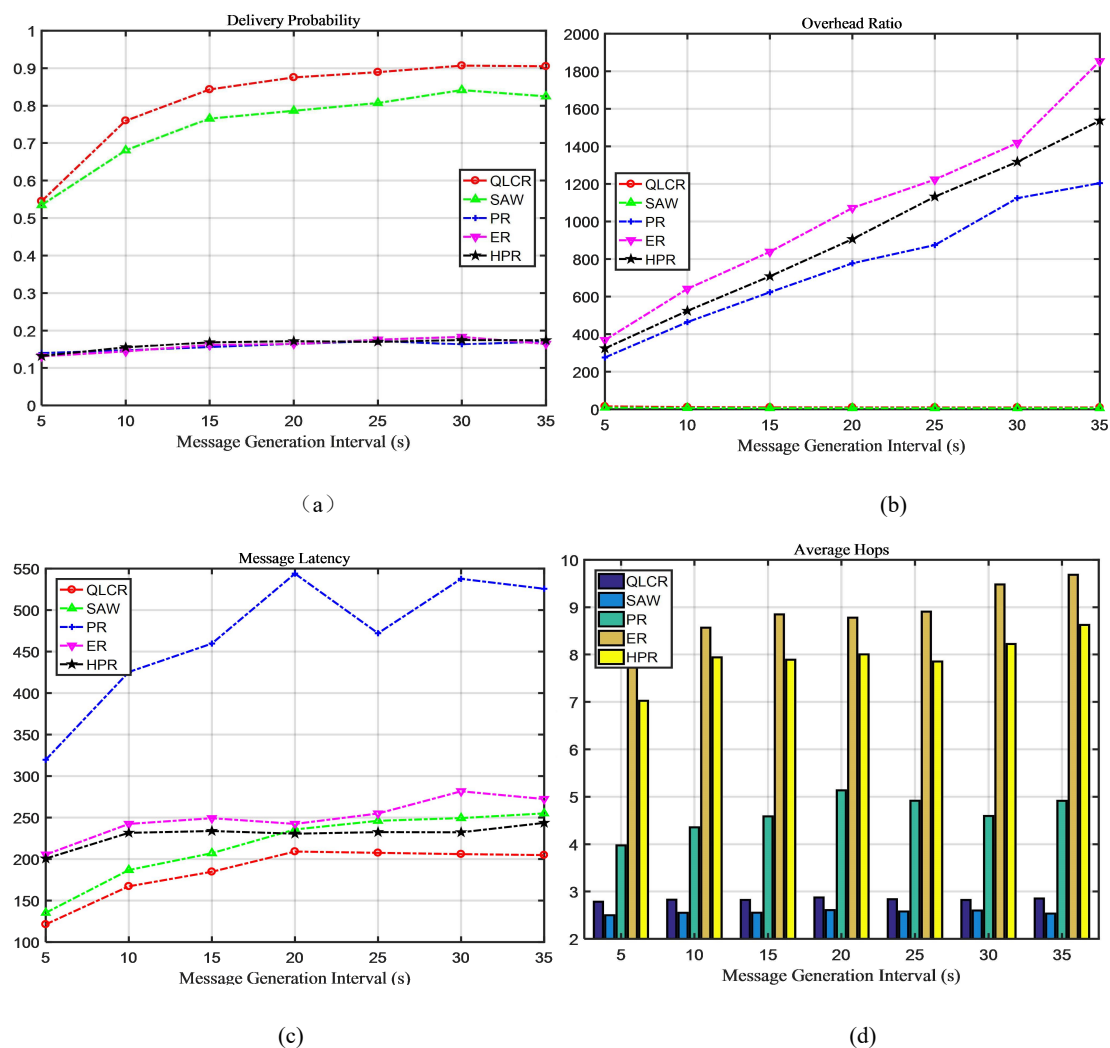 Delivery Probability
1
0.9
0.8
0.7
0.6
0.5
0.4
0.3
0.2
0.1
0
QLCR
SAW
PR
ER
HPR
5 10 15 20 25 30 35
Message Generation Interval (s)
(a)
Overhead Ratio
2000
1800
1600
1400
1200
1000
800
600
400
200
0
QLCR
SAW
PR
ER
HPR
5 10 15 20 25 30 35
Message Generation Interval (s)
(b)
Message Latency
550
500
450
400
350
300
250
200
150
100
QLCR
SAW
PR
ER
HPR
5 10 15 20 25 30 35
Message Generation Interval (s)
(c)
Average Hops
10
9
8
7
6
5
4
3
2
QLCR
SAW
PR
ER
HPR
5 10 15 20 25 30 35
Message Generation Interval (s)
(d)